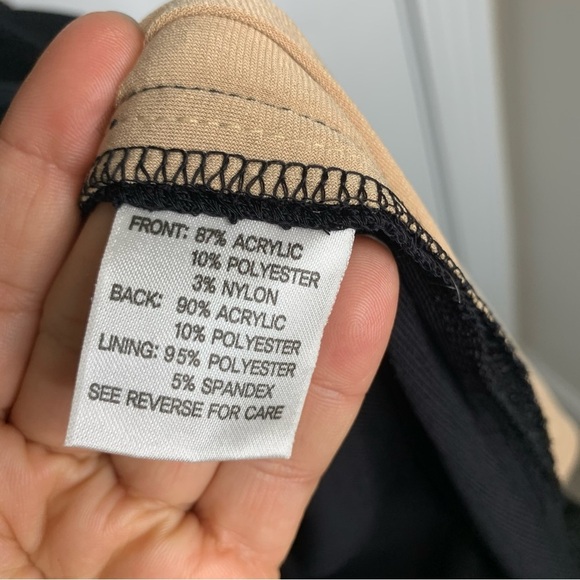 FRONT: 87% ACRYLIC
10% POLYESTER
3% NYLON
BACK: 90% ACRYLIC
10% POLYESTER
LINING: 95% POLYESTER
5% SPANDEX
SEE REVERSE FOR CARE